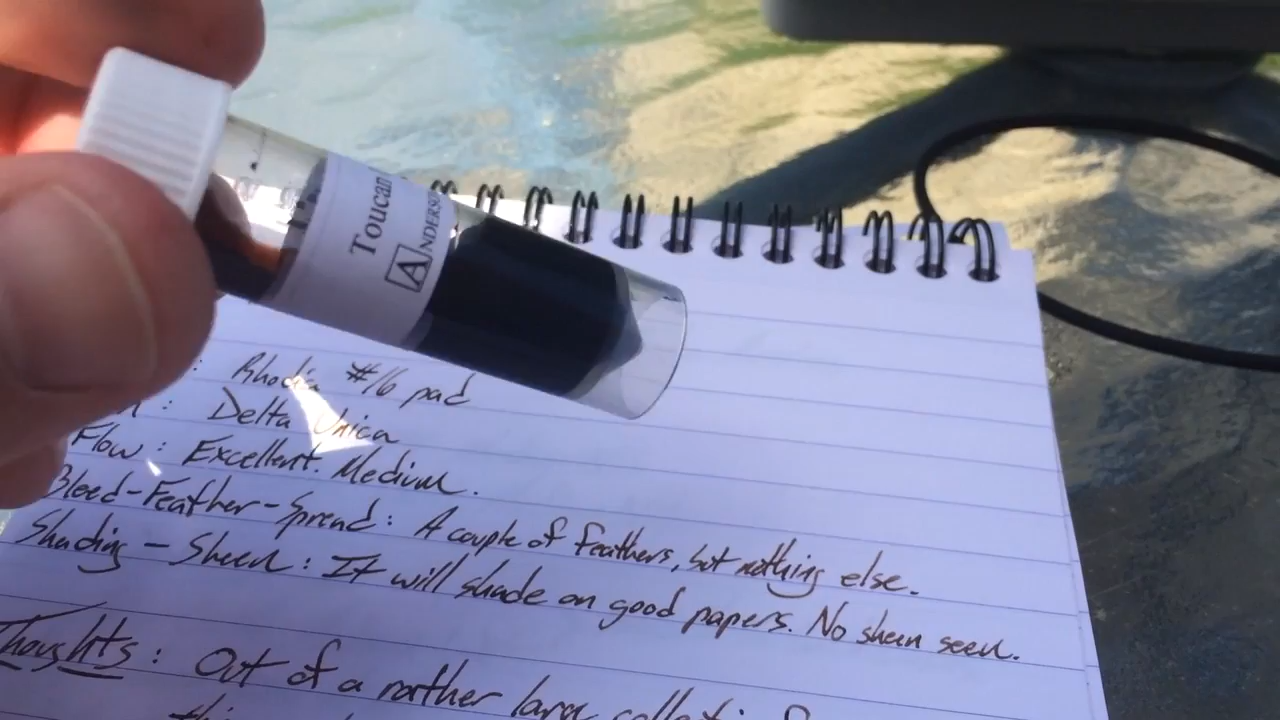 Toucan
ANDERSO
: Rhodia #16 pad
: Delta Unica
Flow : Excellent. Medium.
Bleed-Feather-Spread : A couple of feathers, but nothing else.
Shading - Sheen : It will shade on good papers. No sheen seen.
Thoughts : Out of a rather large